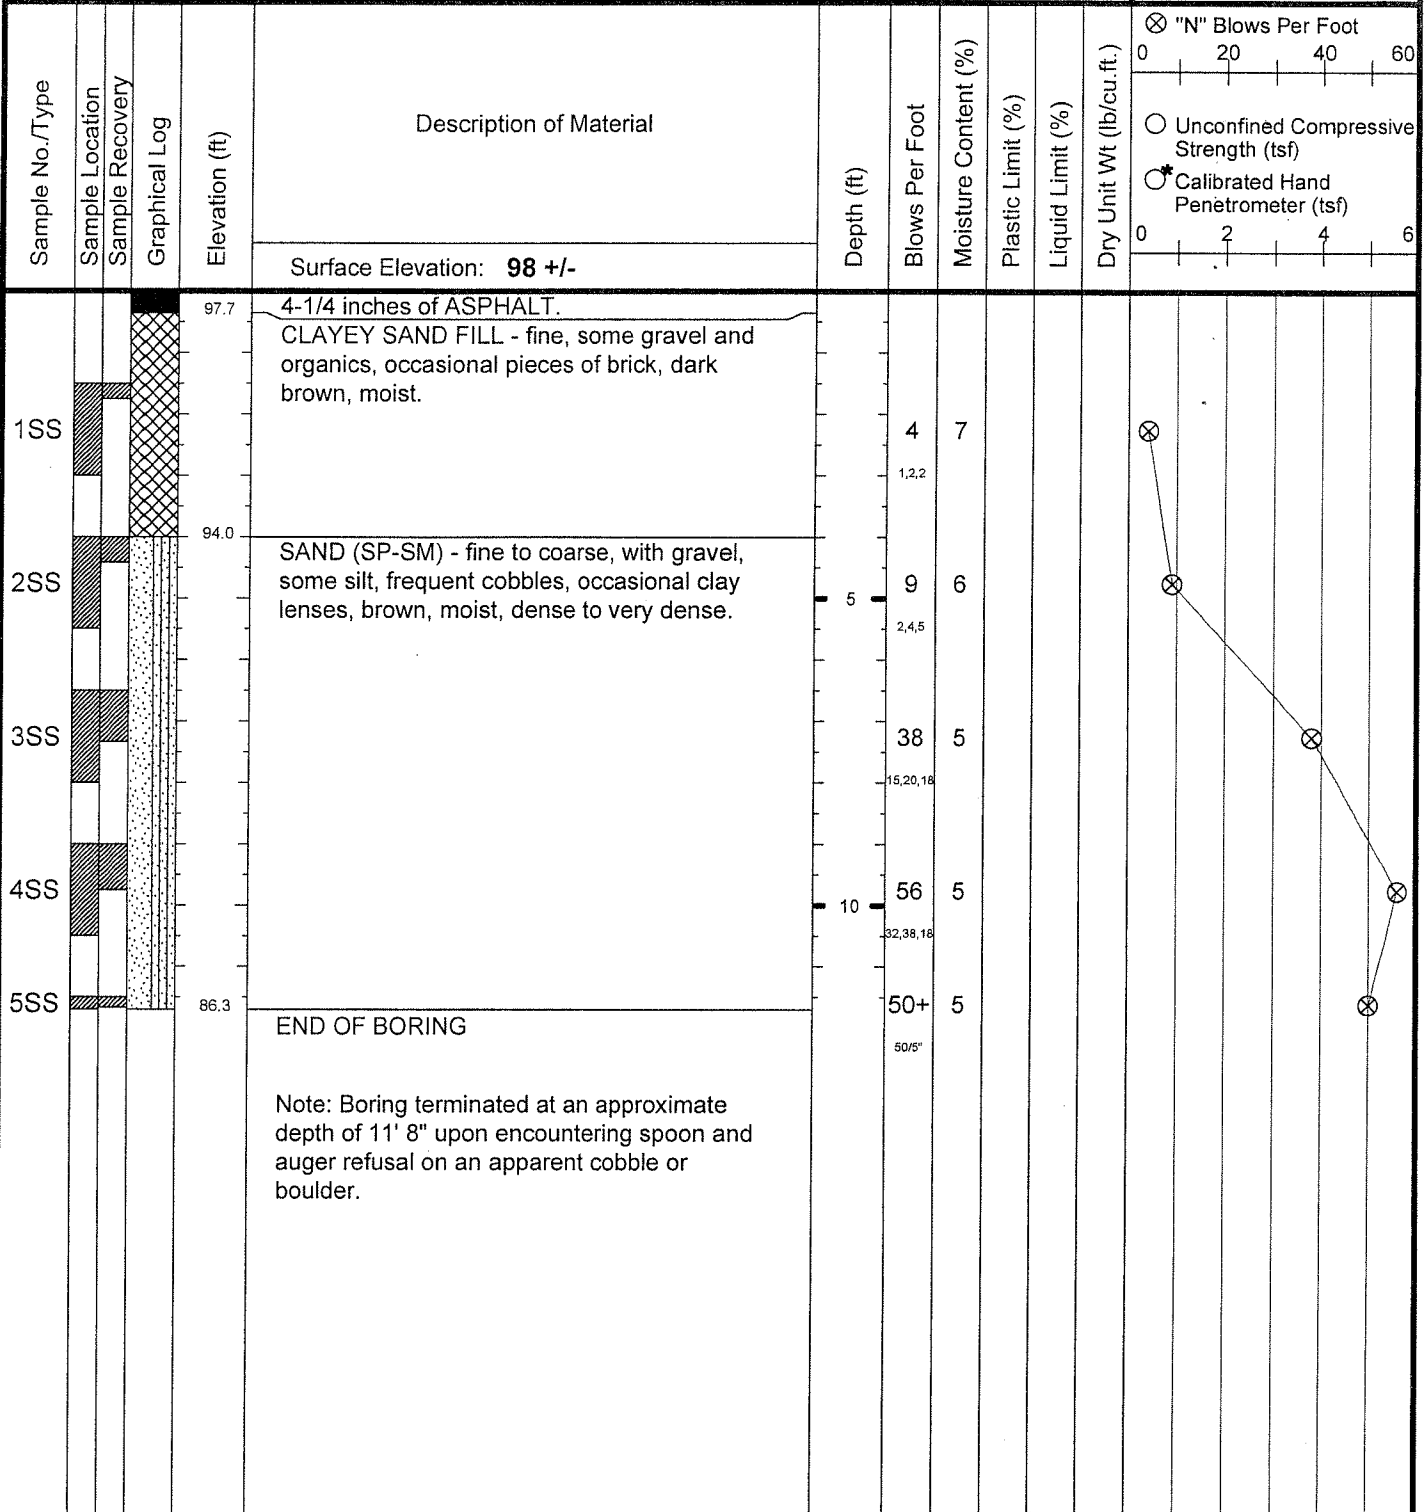 Sample No./Type
Sample Location
Sample Recovery
Graphical Log
Elevation (ft)
Description of Material
Surface Elevation: 98 +/-
Depth (ft)
Blows Per Foot
Moisture Content (%)
Plastic Limit (%)
Liquid Limit (%)
Dry Unit Wt (lb/cu.ft.)
"N" Blows Per Foot
0 20 40 60
Unconfined Compressive
Strength (tsf)
* Calibrated Hand
Penetrometer (tsf)
0 2 4 6
97.7
4-1/4 inches of ASPHALT.
CLAYEY SAND FILL - fine, some gravel and
organics, occasional pieces of brick, dark
brown, moist.
1SS
4 7
1,2,2
94.0
SAND (SP-SM) - fine to coarse, with gravel,
some silt, frequent cobbles, occasional clay
lenses, brown, moist, dense to very dense.
2SS
5
9 6
2,4,5
3SS
38 5
15,20,18
4SS
10
56 5
32,38,18
5SS
86.3
50+ 5
END OF BORING
50/5"
Note: Boring terminated at an approximate
depth of 11' 8" upon encountering spoon and
auger refusal on an apparent cobble or
boulder.